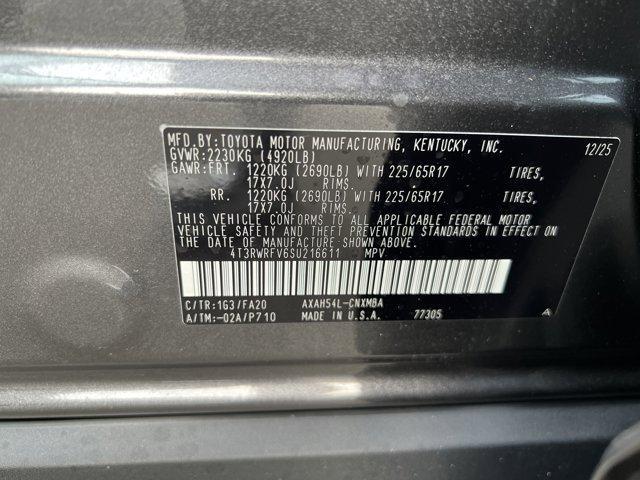 MFD.BY:TOYOTA MOTOR MANUFACTURING, KENTUCKY, INC. 12/25
GVWR:2230KG (4920LB)
GAWR:FRT. 1220KG (2690LB) WITH 225/65R17 TIRES,
17X7.0J RIMS.
RR. 1220KG (2690LB) WITH 225/65R17 TIRES,
17X7.0J RIMS.
THIS VEHICLE CONFORMS TO ALL APPLICABLE FEDERAL MOTOR
VEHICLE SAFETY AND THEFT PREVENTION STANDARDS IN EFFECT ON
THE DATE OF MANUFACTURE SHOWN ABOVE.
4T3RWRFV6SU216611 MPV
C/TR:1G3/FA20 AXAH54L-CNXMBA
A/TM:-02A/P710 MADE IN U.S.A. 77305 A